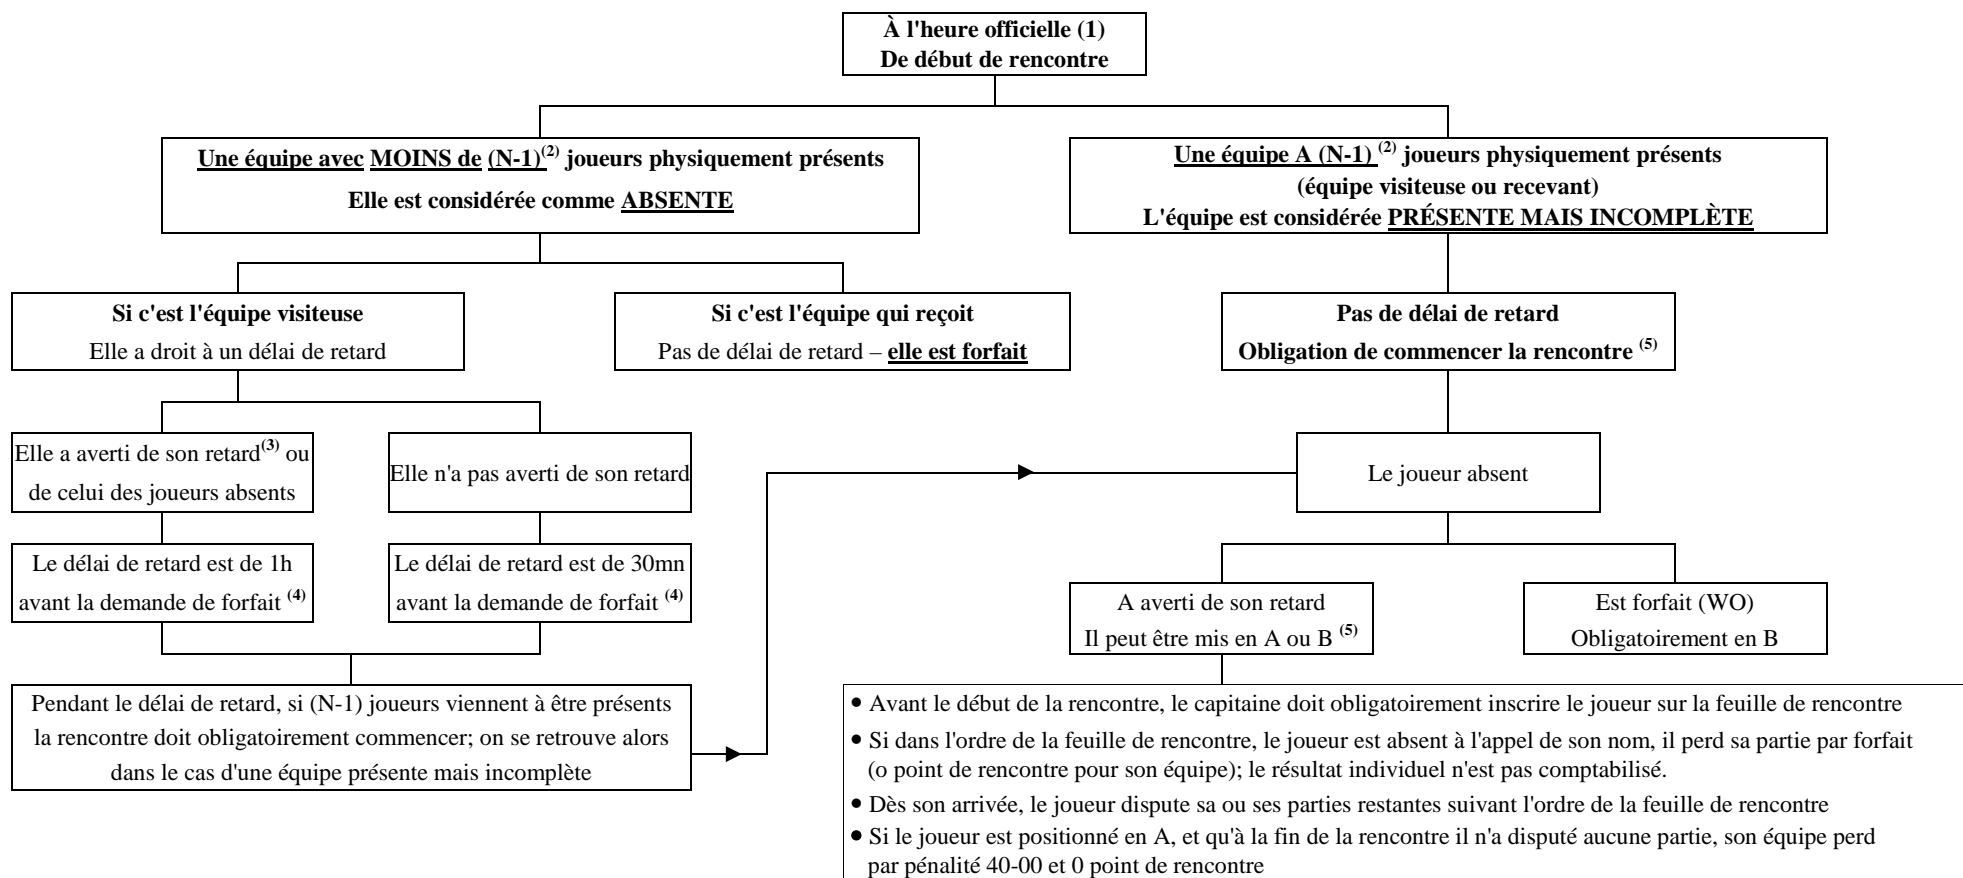 À l'heure officielle (1)
De début de rencontre
Une équipe avec MOINS de (N-1)(2) joueurs physiquement présents
Elle est considérée comme ABSENTE
Une équipe A (N-1) (2) joueurs physiquement présents
(équipe visiteuse ou recevant)
L'équipe est considérée PRÉSENTE MAIS INCOMPLÈTE
Si c'est l'équipe visiteuse
Elle a droit à un délai de retard
Si c'est l'équipe qui reçoit
Pas de délai de retard – elle est forfait
Pas de délai de retard
Obligation de commencer la rencontre (5)
Elle a averti de son retard(3) ou
de celui des joueurs absents
Elle n'a pas averti de son retard
Le joueur absent
Le délai de retard est de 1h
avant la demande de forfait (4)
Le délai de retard est de 30mn
avant la demande de forfait (4)
A averti de son retard
Il peut être mis en A ou B (5)
Est forfait (WO)
Obligatoirement en B
Pendant le délai de retard, si (N-1) joueurs viennent à être présents
la rencontre doit obligatoirement commencer; on se retrouve alors
dans le cas d'une équipe présente mais incomplète
• Avant le début de la rencontre, le capitaine doit obligatoirement inscrire le joueur sur la feuille de rencontre
• Si dans l'ordre de la feuille de rencontre, le joueur est absent à l'appel de son nom, il perd sa partie par forfait
(o point de rencontre pour son équipe); le résultat individuel n'est pas comptabilisé.
• Dès son arrivée, le joueur dispute sa ou ses parties restantes suivant l'ordre de la feuille de rencontre
• Si le joueur est positionné en A, et qu'à la fin de la rencontre il n'a disputé aucune partie, son équipe perd
par pénalité 40-00 et 0 point de rencontre